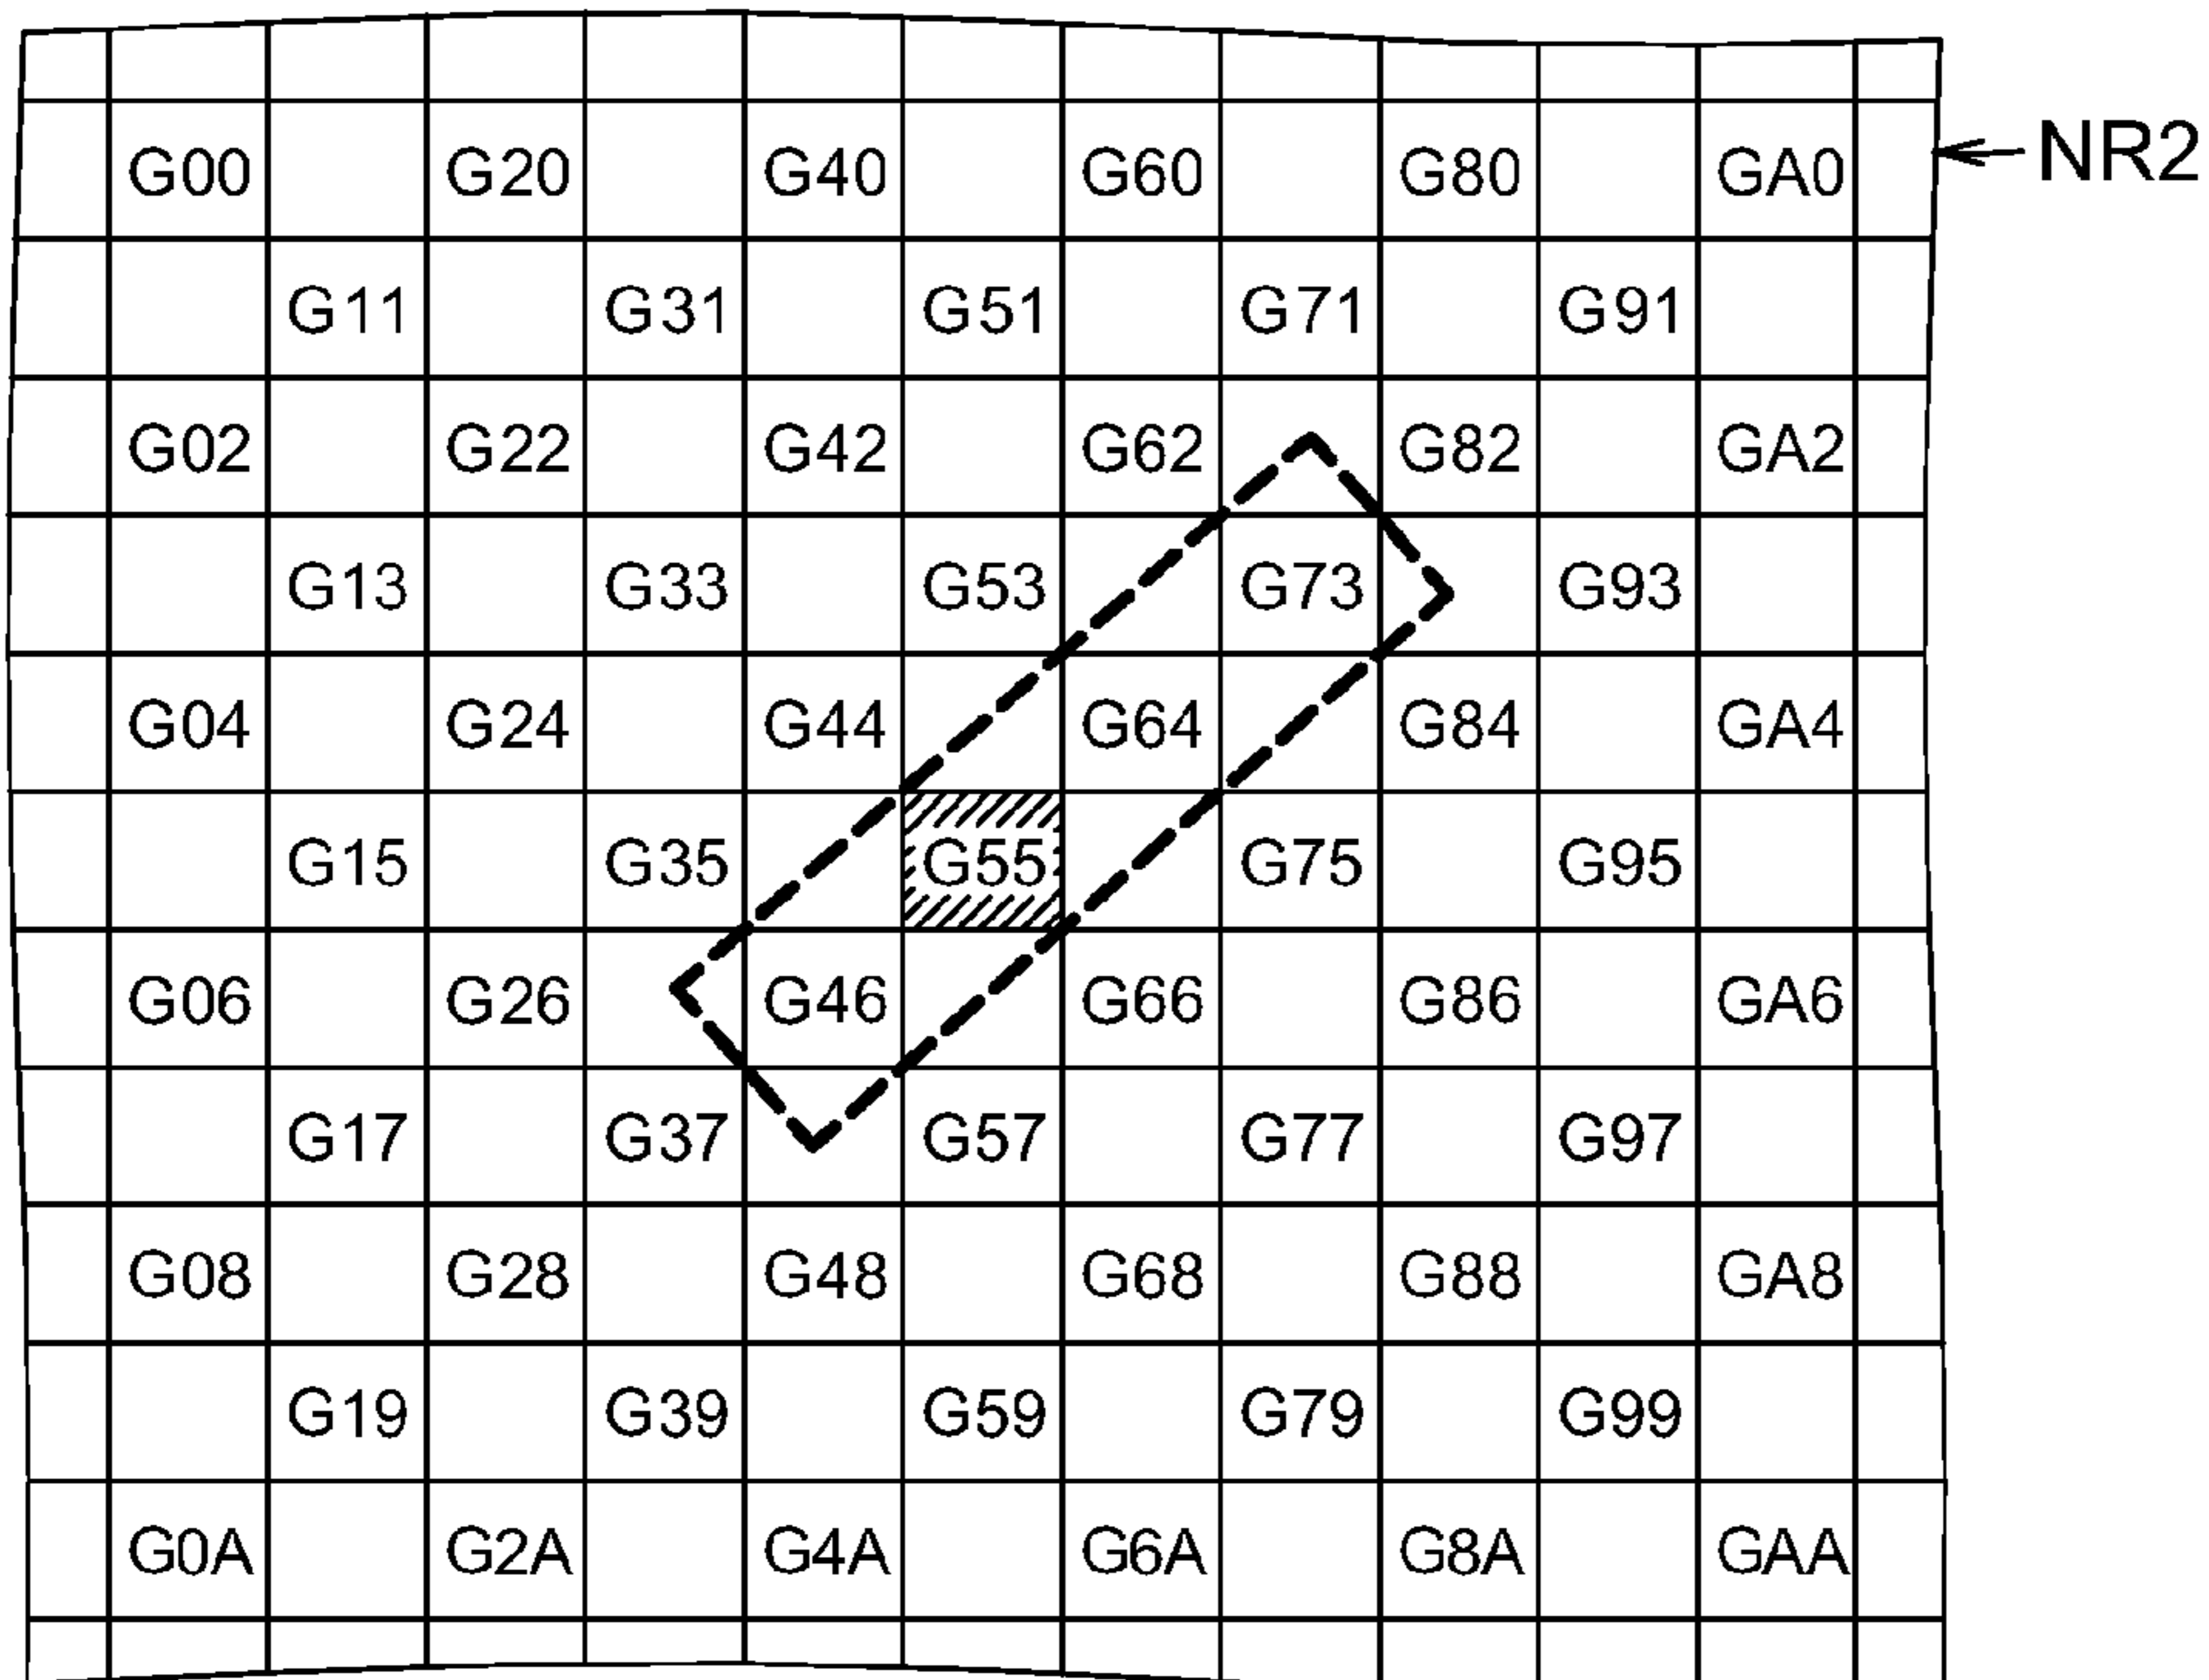 G00 G20 G40 G60 G80 GA0 NR2
G11 G31 G51 G71 G91
G02 G22 G42 G62 G82 GA2
G13 G33 G53 G73 G93
G04 G24 G44 G64 G84 GA4
G15 G35 G55 G75 G95
G06 G26 G46 G66 G86 GA6
G17 G37 G57 G77 G97
G08 G28 G48 G68 G88 GA8
G19 G39 G59 G79 G99
G0A G2A G4A G6A G8A GAA